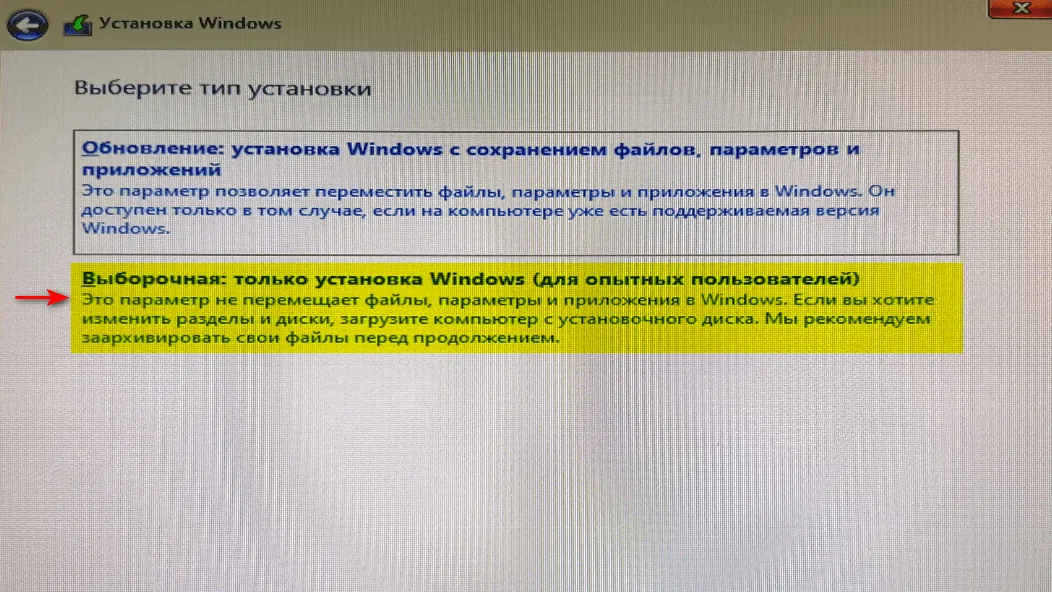 Установка Windows
Выберите тип установки
Обновление: установка Windows с сохранением файлов, параметров и
приложений
Это параметр позволяет переместить файлы, параметры и приложения в Windows. Он
доступен только в том случае, если на компьютере уже есть поддерживаемая версия
Windows.
Выборочная: только установка Windows (для опытных пользователей)
Это параметр не перемещает файлы, параметры и приложения в Windows. Если вы хотите
изменить разделы и диски, загрузите компьютер с установочного диска. Мы рекомендуем
заархивировать свои файлы перед продолжением.